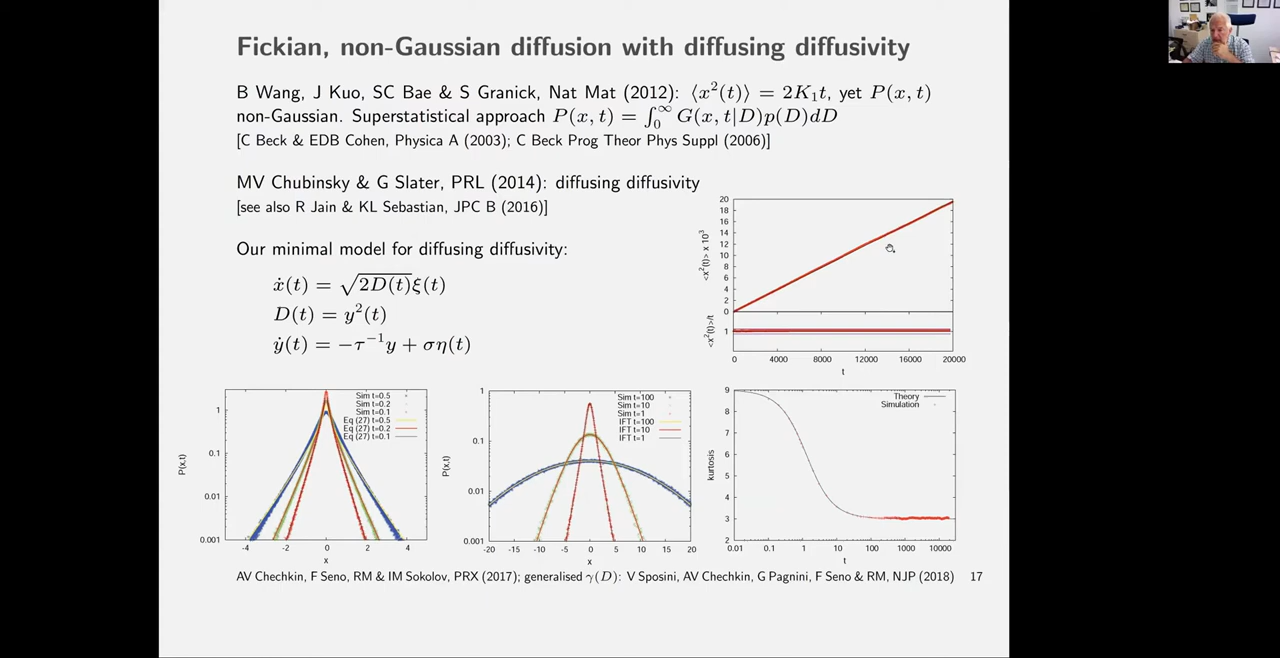 Fickian, non-Gaussian diffusion with diffusing diffusivity
B Wang, J Kuo, SC Bae & S Granick, Nat Mat (2012): ⟨x²(t)⟩ = 2K₁t, yet P(x, t)
non-Gaussian. Superstatistical approach P(x, t) = ∫₀^∞ G(x, t|D)p(D)dD
[C Beck & EDB Cohen, Physica A (2003); C Beck Prog Theor Phys Suppl (2006)]
MV Chubinsky & G Slater, PRL (2014): diffusing diffusivity
[see also R Jain & KL Sebastian, JPC B (2016)]
Our minimal model for diffusing diffusivity:
ẋ(t) = √2D(t)ξ(t)
D(t) = y²(t)
ẏ(t) = −τ⁻¹y + ση(t)
<x²(t)> x 10³
20
18
16
14
12
10
8
6
4
2
0
<x²(t)>/t
1
0 4000 8000 12000 16000 20000
t
P(x,t)
1
0.1
0.01
0.001
Sim t=0.5
Sim t=0.2
Sim t=0.1
Eq (27) t=0.5
Eq (27) t=0.2
Eq (27) t=0.1
-4 -2 0 2 4
x
P(x,t)
1
0.1
0.01
0.001
Sim t=100
Sim t=10
Sim t=1
IFT t=100
IFT t=10
IFT t=1
-20 -15 -10 -5 0 5 10 15 20
x
kurtosis
9
8
7
6
5
4
3
2
Theory
Simulation
0.01 0.1 1 10 100 1000 10000
t
AV Chechkin, F Seno, RM & IM Sokolov, PRX (2017); generalised γ(D): V Sposini, AV Chechkin, G Pagnini, F Seno & RM, NJP (2018) 17